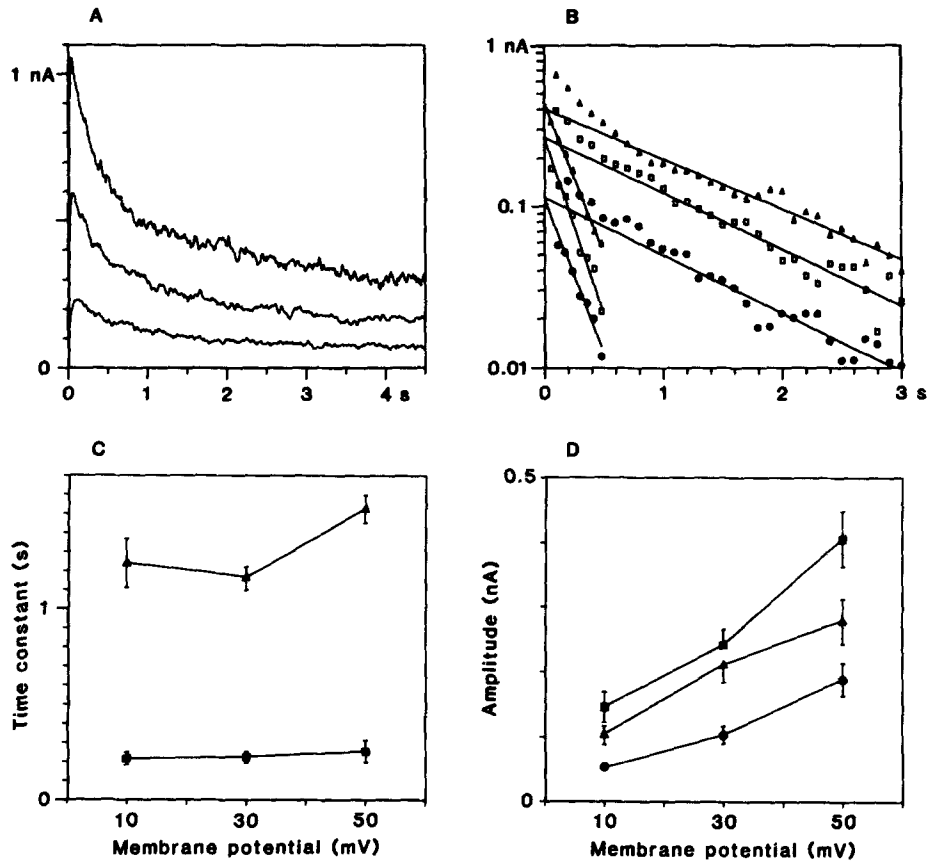 A
1 nA
0
0
1
2
3
4 s
B
1 nA
0.1
0.01
0
1
2
3
s
C
Time constant (s)
1
0
10
30
50
Membrane potential (mV)
D
Amplitude (nA)
0.5
0
10
30
50
Membrane potential (mV)